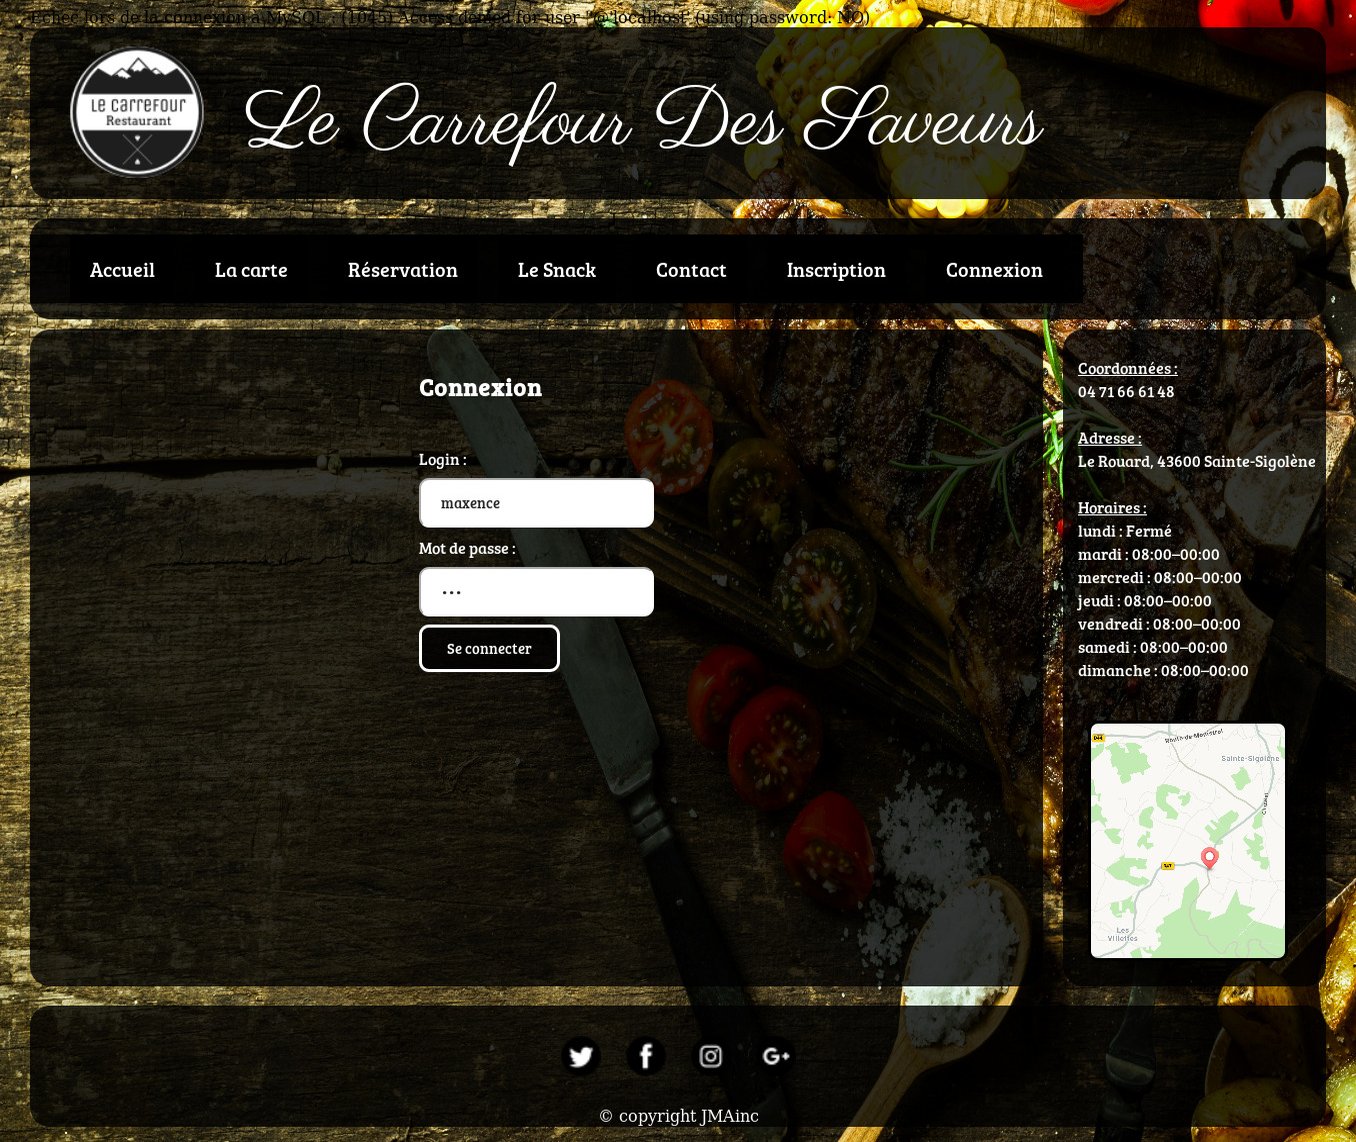 Echec lors de la connexion à MySQL : (1045) Access denied for user ''@'localhost' (using password: NO)
LE CARREFOUR
Restaurant
Le Carrefour Des Saveurs
Accueil
La carte
Réservation
Le Snack
Contact
Inscription
Connexion
Connexion
Login :
maxence
Mot de passe :
Se connecter
Coordonnées :
04 71 66 61 48
Adresse :
Le Rouard, 43600 Sainte-Sigolène
Horaires :
lundi : Fermé
mardi : 08:00–00:00
mercredi : 08:00–00:00
jeudi : 08:00–00:00
vendredi : 08:00–00:00
samedi : 08:00–00:00
dimanche : 08:00–00:00
Route de Monistrol
Sainte-Sigolène
Les
Villettes
© copyright JMAinc